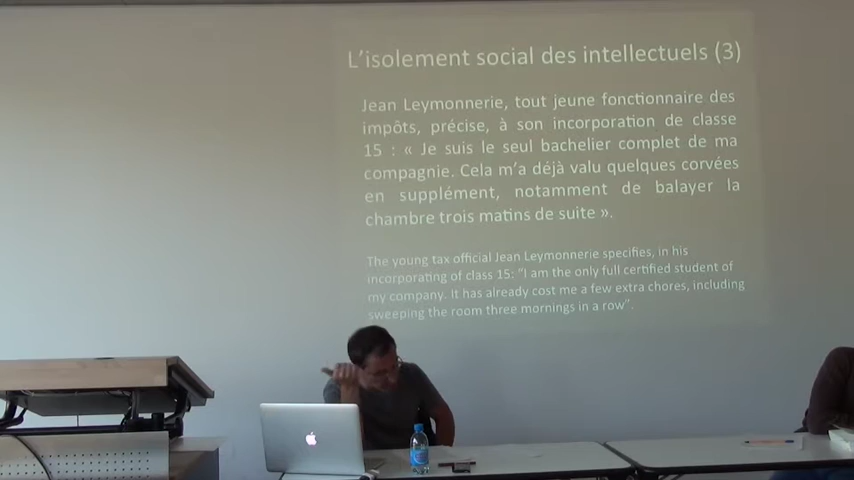 L'isolement social des intellectuels (3)
Jean Leymonnerie, tout jeune fonctionnaire des
impôts, précise, à son incorporation de classe
15 : « Je suis le seul bachelier complet de ma
compagnie. Cela m'a déjà valu quelques corvées
en supplément, notamment de balayer la
chambre trois matins de suite ».
The young tax official Jean Leymonnerie specifies, in his
incorporating of class 15: "I am the only full certified student of
my company. It has already cost me a few extra chores, including
sweeping the room three mornings in a row".